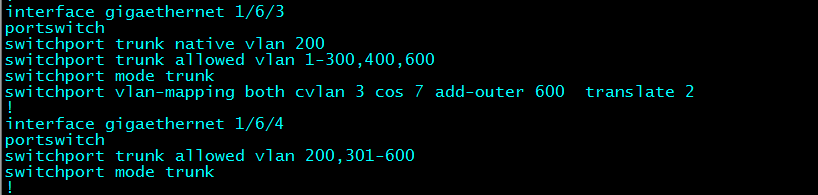 interface gigaethernet 1/6/3
portswitch
switchport trunk native vlan 200
switchport trunk allowed vlan 1-300,400,600
switchport mode trunk
switchport vlan-mapping both cvlan 3 cos 7 add-outer 600  translate 2
!
interface gigaethernet 1/6/4
portswitch
switchport trunk allowed vlan 200,301-600
switchport mode trunk
!